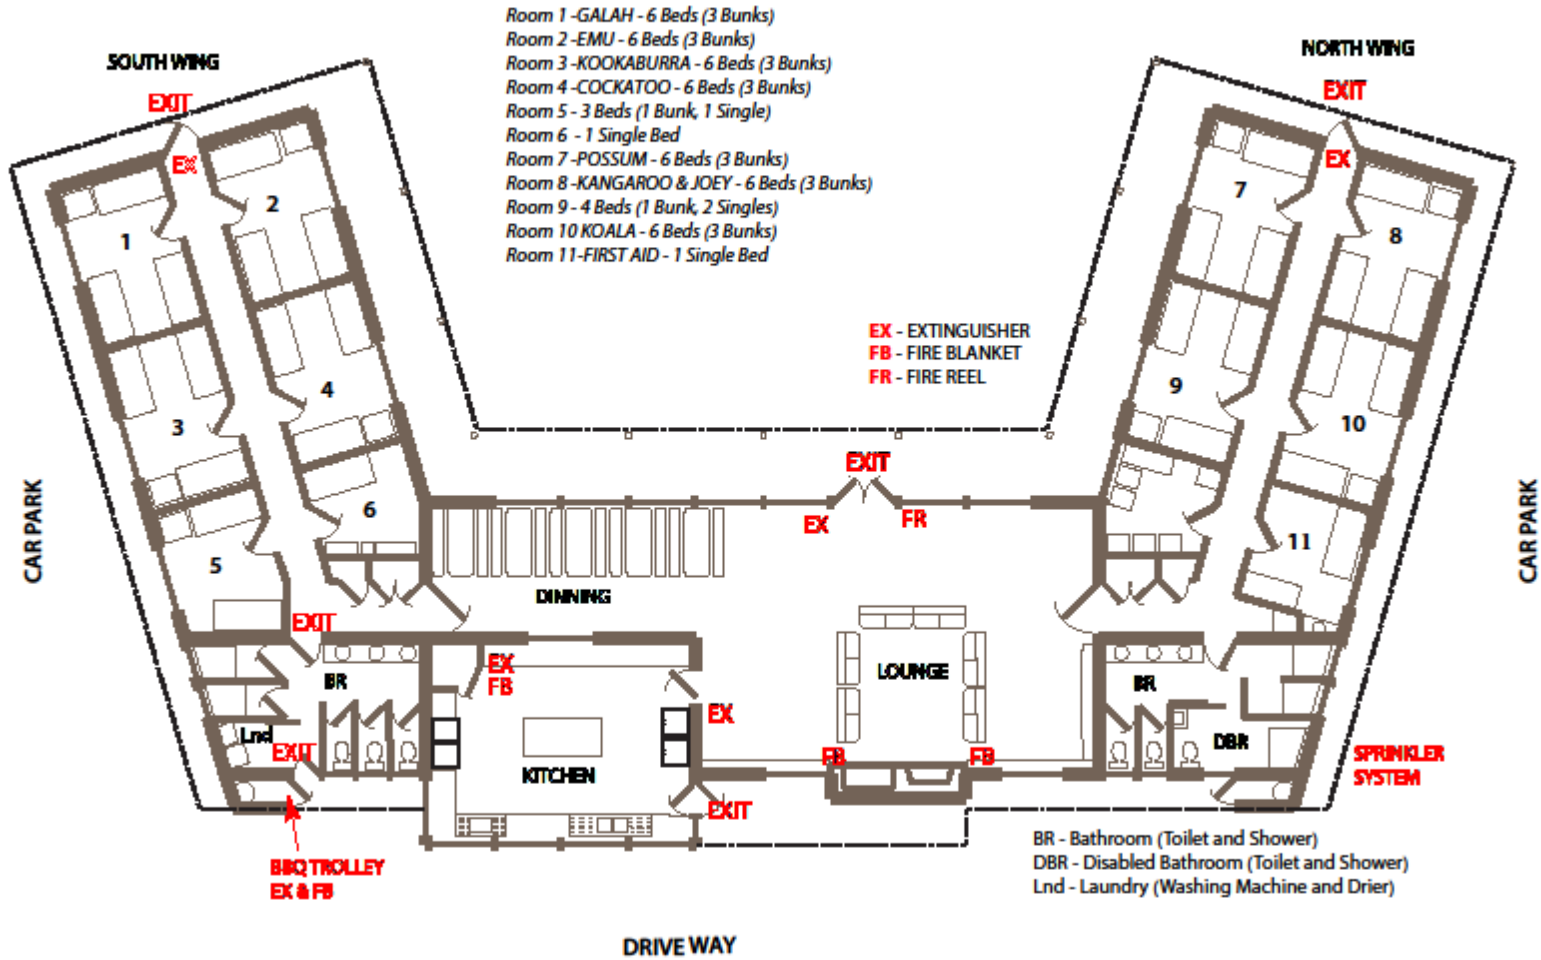 Room 1 -GALAH - 6 Beds (3 Bunks)
Room 2 -EMU - 6 Beds (3 Bunks)
Room 3 -KOOKABURRA - 6 Beds (3 Bunks)
Room 4 -COCKATOO - 6 Beds (3 Bunks)
Room 5 - 3 Beds (1 Bunk, 1 Single)
Room 6 - 1 Single Bed
Room 7 -POSSUM - 6 Beds (3 Bunks)
Room 8 -KANGAROO & JOEY - 6 Beds (3 Bunks)
Room 9 - 4 Beds (1 Bunk, 2 Singles)
Room 10 KOALA - 6 Beds (3 Bunks)
Room 11-FIRST AID - 1 Single Bed
SOUTH WING
EXIT
EX
NORTH WING
EXIT
EX
1
2
3
4
5
6
7
8
9
10
11
EX - EXTINGUISHER
FB - FIRE BLANKET
FR - FIRE REEL
CAR PARK
CAR PARK
EXIT
EX
FR
DINNING
EXIT
EX
FB
BR
LOUNGE
BR
EX
Lnd
EXIT
KITCHEN
FB
FB
DBR
SPRINKLER
SYSTEM
EXIT
BBQ TROLLEY
EX & FB
BR - Bathroom (Toilet and Shower)
DBR - Disabled Bathroom (Toilet and Shower)
Lnd - Laundry (Washing Machine and Drier)
DRIVE WAY